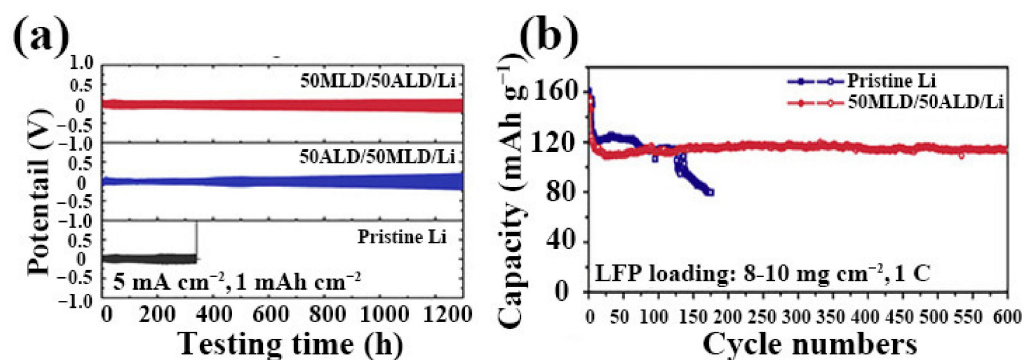 (a)
Potentail (V)
1.0
0.5
0
−0.5
−1.0
50MLD/50ALD/Li
0.5
0
−0.5
−1.0
50ALD/50MLD/Li
0.5
0
−0.5
−1.0
Pristine Li
5 mA cm⁻², 1 mAh cm⁻²
0 200 400 600 800 1000 1200
Testing time (h)
(b)
Capacity (mAh g⁻¹)
160
120
80
40
0
Pristine Li
50MLD/50ALD/Li
LFP loading: 8-10 mg cm⁻², 1 C
0 50 100 150 200 250 300 350 400 450 500 550 600
Cycle numbers